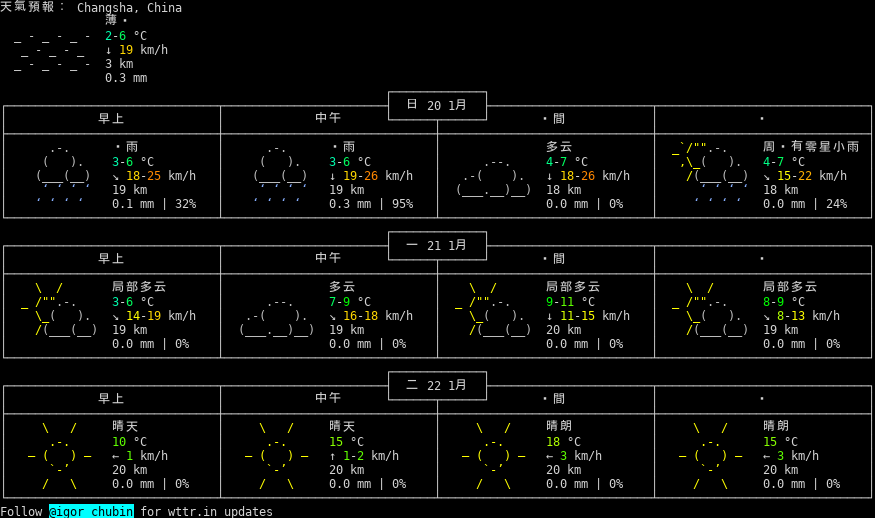 天氣預報： Changsha, China
薄・
2-6 °C
↓ 19 km/h
3 km
0.3 mm
日 20 1月
早上 中午 ・間 ・
・雨 ・雨 多云 周・有零星小雨
3-6 °C 3-6 °C 4-7 °C 4-7 °C
↘ 18-25 km/h ↓ 19-26 km/h ↓ 18-26 km/h ↘ 15-22 km/h
19 km 19 km 18 km 18 km
0.1 mm | 32% 0.3 mm | 95% 0.0 mm | 0% 0.0 mm | 24%
一 21 1月
早上 中午 ・間 ・
局部多云 多云 局部多云 局部多云
3-6 °C 7-9 °C 9-11 °C 8-9 °C
↘ 14-19 km/h ↘ 16-18 km/h ↓ 11-15 km/h ↘ 8-13 km/h
19 km 19 km 20 km 19 km
0.0 mm | 0% 0.0 mm | 0% 0.0 mm | 0% 0.0 mm | 0%
二 22 1月
早上 中午 ・間 ・
晴天 晴天 晴朗 晴朗
10 °C 15 °C 18 °C 15 °C
← 1 km/h ↑ 1-2 km/h ← 3 km/h ← 3 km/h
20 km 20 km 20 km 20 km
0.0 mm | 0% 0.0 mm | 0% 0.0 mm | 0% 0.0 mm | 0%
Follow @igor_chubin for wttr.in updates